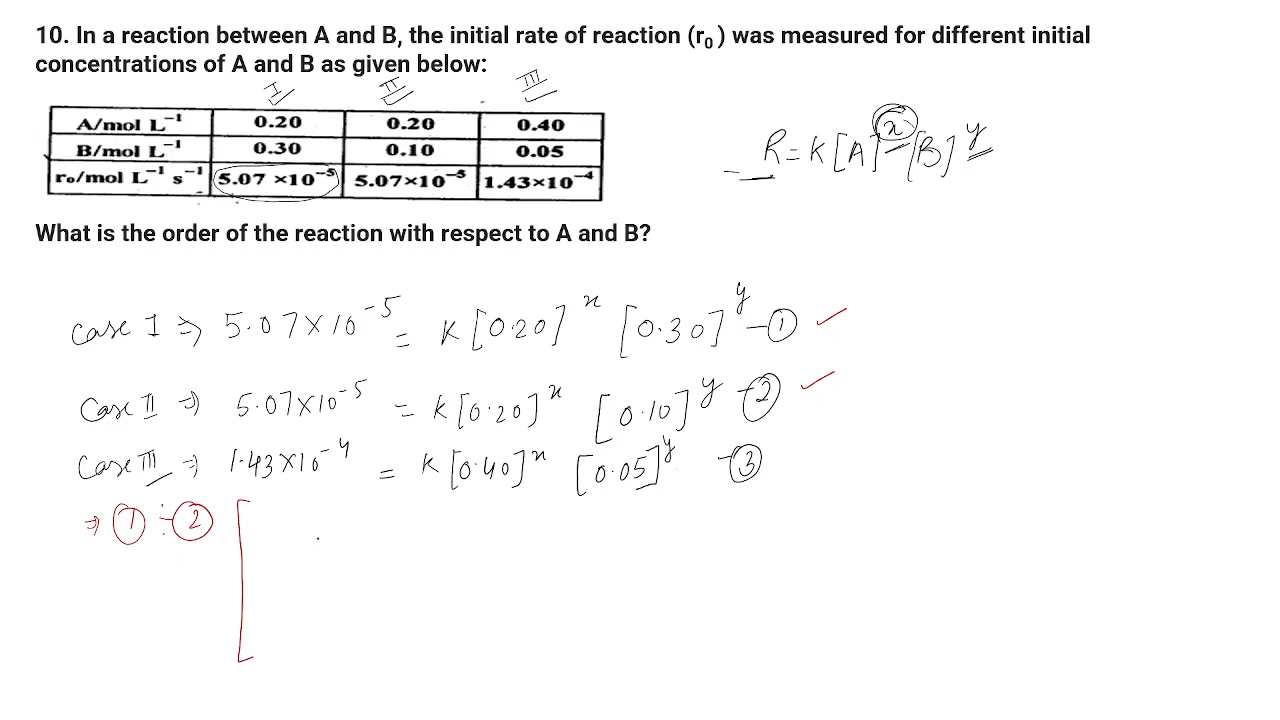 10. In a reaction between A and B, the initial rate of reaction (r₀) was measured for different initial
concentrations of A and B as given below:
I II III
A/mol L⁻¹ 0.20 0.20 0.40
B/mol L⁻¹ 0.30 0.10 0.05
r₀/mol L⁻¹ s⁻¹ 5.07 ×10⁻⁵ 5.07×10⁻⁵ 1.43×10⁻⁴
R = K[A]ˣ [B]ʸ
What is the order of the reaction with respect to A and B?
Case I ⇒ 5.07×10⁻⁵ = K[0.20]ˣ [0.30]ʸ –① ✓
Case II ⇒ 5.07×10⁻⁵ = K[0.20]ˣ [0.10]ʸ –② ✓
Case III ⇒ 1.43×10⁻⁴ = K[0.40]ˣ [0.05]ʸ –③
⇒ ① ÷ ② [